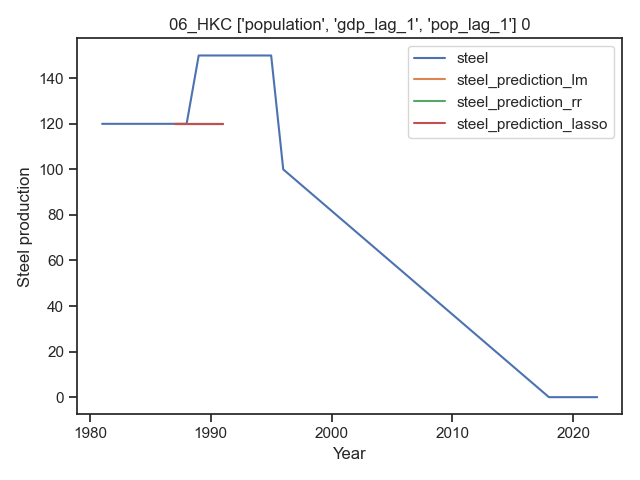 06_HKC ['population', 'gdp_lag_1', 'pop_lag_1'] 0
steel
steel_prediction_lm
steel_prediction_rr
steel_prediction_lasso
Steel production
140
120
100
80
60
40
20
0
1980
1990
2000
2010
2020
Year